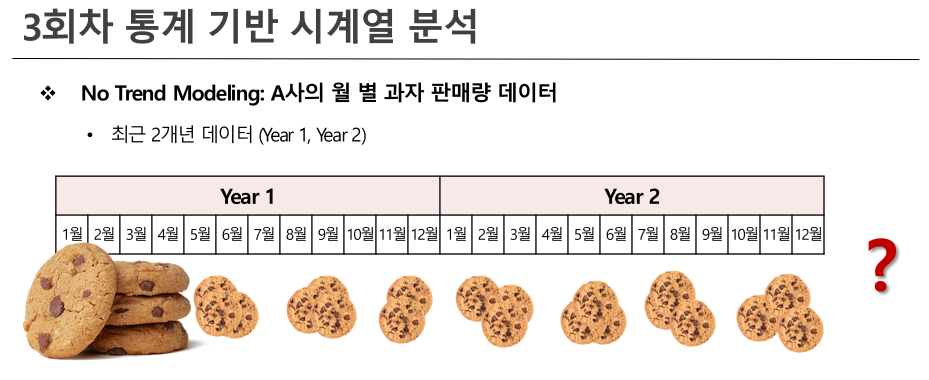 3회차 통계 기반 시계열 분석
❖ No Trend Modeling: A사의 월 별 과자 판매량 데이터
• 최근 2개년 데이터 (Year 1, Year 2)
Year 1 Year 2
1월 2월 3월 4월 5월 6월 7월 8월 9월 10월 11월 12월 1월 2월 3월 4월 5월 6월 7월 8월 9월 10월 11월 12월
?